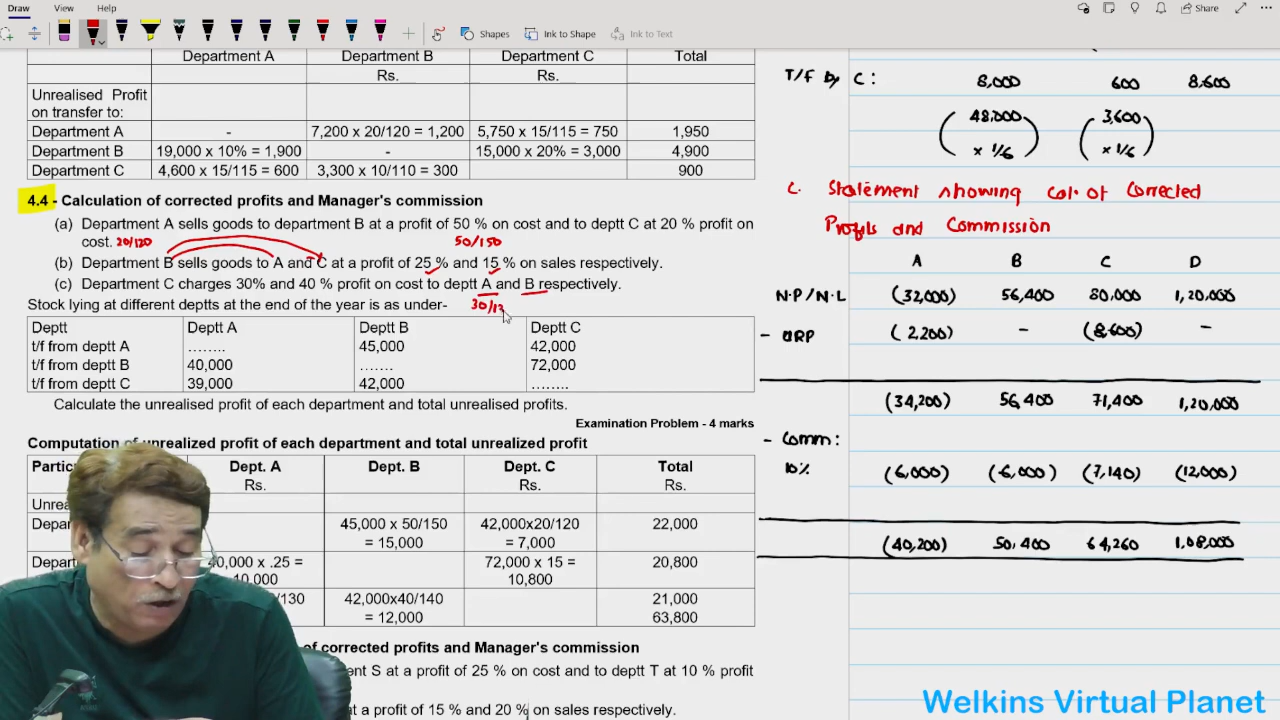 Draw View Help
Share
Shapes Ink to Shape Ink to Text
Department A Department B Department C Total
Rs. Rs.
Unrealised Profit
on transfer to:
Department A - 7,200 x 20/120 = 1,200 5,750 x 15/115 = 750 1,950
Department B 19,000 x 10% = 1,900 - 15,000 x 20% = 3,000 4,900
Department C 4,600 x 15/115 = 600 3,300 x 10/110 = 300 900
4.4 - Calculation of corrected profits and Manager's commission
(a) Department A sells goods to department B at a profit of 50 % on cost and to deptt C at 20 % profit on
cost. 20/120 50/150
(b) Department B sells goods to A and C at a profit of 25 % and 15 % on sales respectively.
(c) Department C charges 30% and 40 % profit on cost to deptt A and B respectively.
Stock lying at different deptts at the end of the year is as under- 30/13
Deptt Deptt A Deptt B Deptt C
t/f from deptt A ........ 45,000 42,000
t/f from deptt B 40,000 ....... 72,000
t/f from deptt C 39,000 42,000 ........
Calculate the unrealised profit of each department and total unrealised profits.
Examination Problem - 4 marks
Computation of unrealized profit of each department and total unrealized profit
Dept. A Dept. B Dept. C Total
Rs. Rs. Rs.
45,000 x 50/150 42,000x20/120 22,000
= 15,000 = 7,000
40,000 x .25 = 72,000 x 15 = 20,800
10,000 10,800
/130 42,000x40/140 21,000
= 12,000 63,800
of corrected profits and Manager's commission
ent S at a profit of 25 % on cost and to deptt T at 10 % profit
at a profit of 15 % and 20 % on sales respectively.
T/F by C: 8,000 600 8,600
(48,000 (3,600
x 1/6) x 1/6)
C. Statement showing cal. of Corrected
Profits and Commission
A B C D
N.P/N.L (32,000) 56,400 80,000 1,20,000
- URP (2,200) - (8,600) -
(34,200) 56,400 71,400 1,20,000
- Comm:
10% (6,000) (6,000) (7,140) (12,000)
(40,200) 50,400 64,260 1,08,000
Welkins Virtual Planet